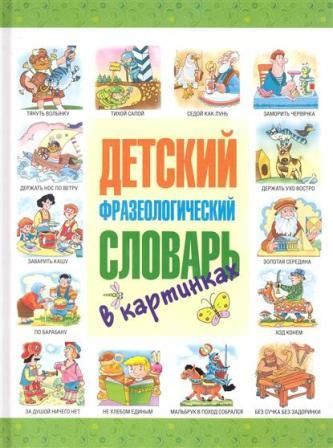 ТЯНУТЬ ВОЛЫНКУ
ТИХОЙ САПОЙ
СЕДОЙ КАК ЛУНЬ
ЗАМОРИТЬ ЧЕРВЯЧКА
ДЕТСКИЙ
ФРАЗЕОЛОГИЧЕСКИЙ
СЛОВАРЬ
в картинках
ДЕРЖАТЬ НОС ПО ВЕТРУ
ДЕРЖАТЬ УХО ВОСТРО
ЗАВАРИТЬ КАШУ
ЗОЛОТАЯ СЕРЕДИНА
ПО БАРАБАНУ
ХОД КОНЕМ
ЗА ДУШОЙ НИЧЕГО НЕТ
НЕ ХЛЕБОМ ЕДИНЫМ
МАЛЬБРУК В ПОХОД СОБРАЛСЯ
БЕЗ СУЧКА БЕЗ ЗАДОРИНКИ